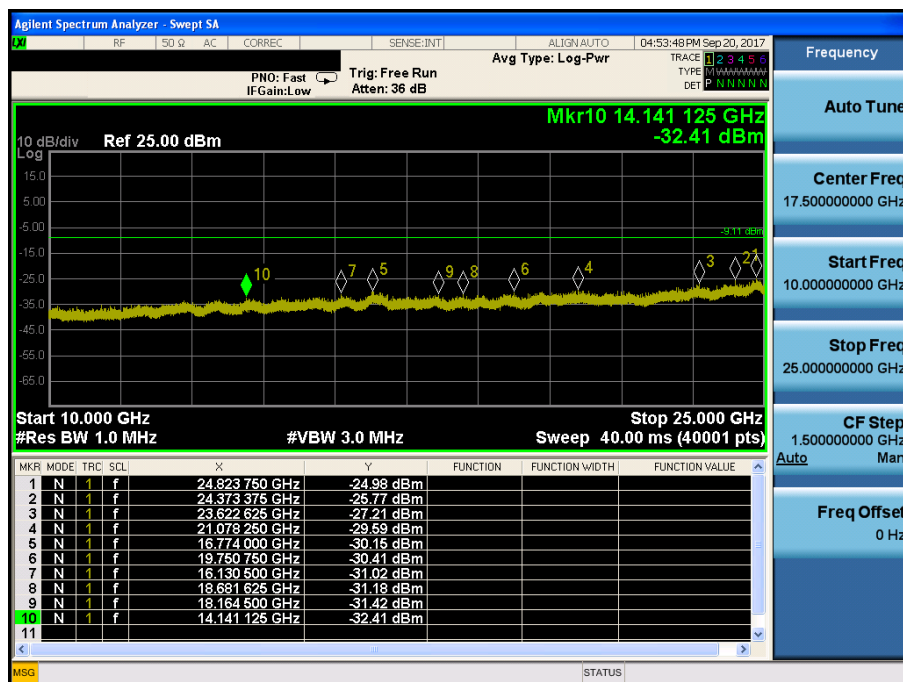 Agilent Spectrum Analyzer - Swept SA
LXI RF 50 Ω AC CORREC SENSE:INT ALIGN AUTO 04:53:48 PM Sep 20, 2017
Frequency
PNO: Fast
IFGain:Low
Trig: Free Run
Atten: 36 dB
Avg Type: Log-Pwr
TRACE 1 2 3 4 5 6
TYPE M
DET P N N N N N
Mkr10 14.141 125 GHz
-32.41 dBm
10 dB/div
Log
Ref 25.00 dBm
15.0
5.00
-5.00
-15.0
-25.0
-35.0
-45.0
-55.0
-65.0
-9.11 dBm
10 7 5 9 8 6 4 3 2 1
Start 10.000 GHz Stop 25.000 GHz
#Res BW 1.0 MHz #VBW 3.0 MHz Sweep 40.00 ms (40001 pts)
MKR MODE TRC SCL X Y FUNCTION FUNCTION WIDTH FUNCTION VALUE
1 N 1 f 24.823 750 GHz -24.98 dBm
2 N 1 f 24.373 375 GHz -25.77 dBm
3 N 1 f 23.622 625 GHz -27.21 dBm
4 N 1 f 21.078 250 GHz -29.59 dBm
5 N 1 f 16.774 000 GHz -30.15 dBm
6 N 1 f 19.750 750 GHz -30.41 dBm
7 N 1 f 16.130 500 GHz -31.02 dBm
8 N 1 f 18.681 625 GHz -31.18 dBm
9 N 1 f 18.164 500 GHz -31.42 dBm
10 N 1 f 14.141 125 GHz -32.41 dBm
11
MSG STATUS
Auto Tune
Center Freq
17.500000000 GHz
Start Freq
10.000000000 GHz
Stop Freq
25.000000000 GHz
CF Step
1.500000000 GHz
Auto Man
Freq Offset
0 Hz